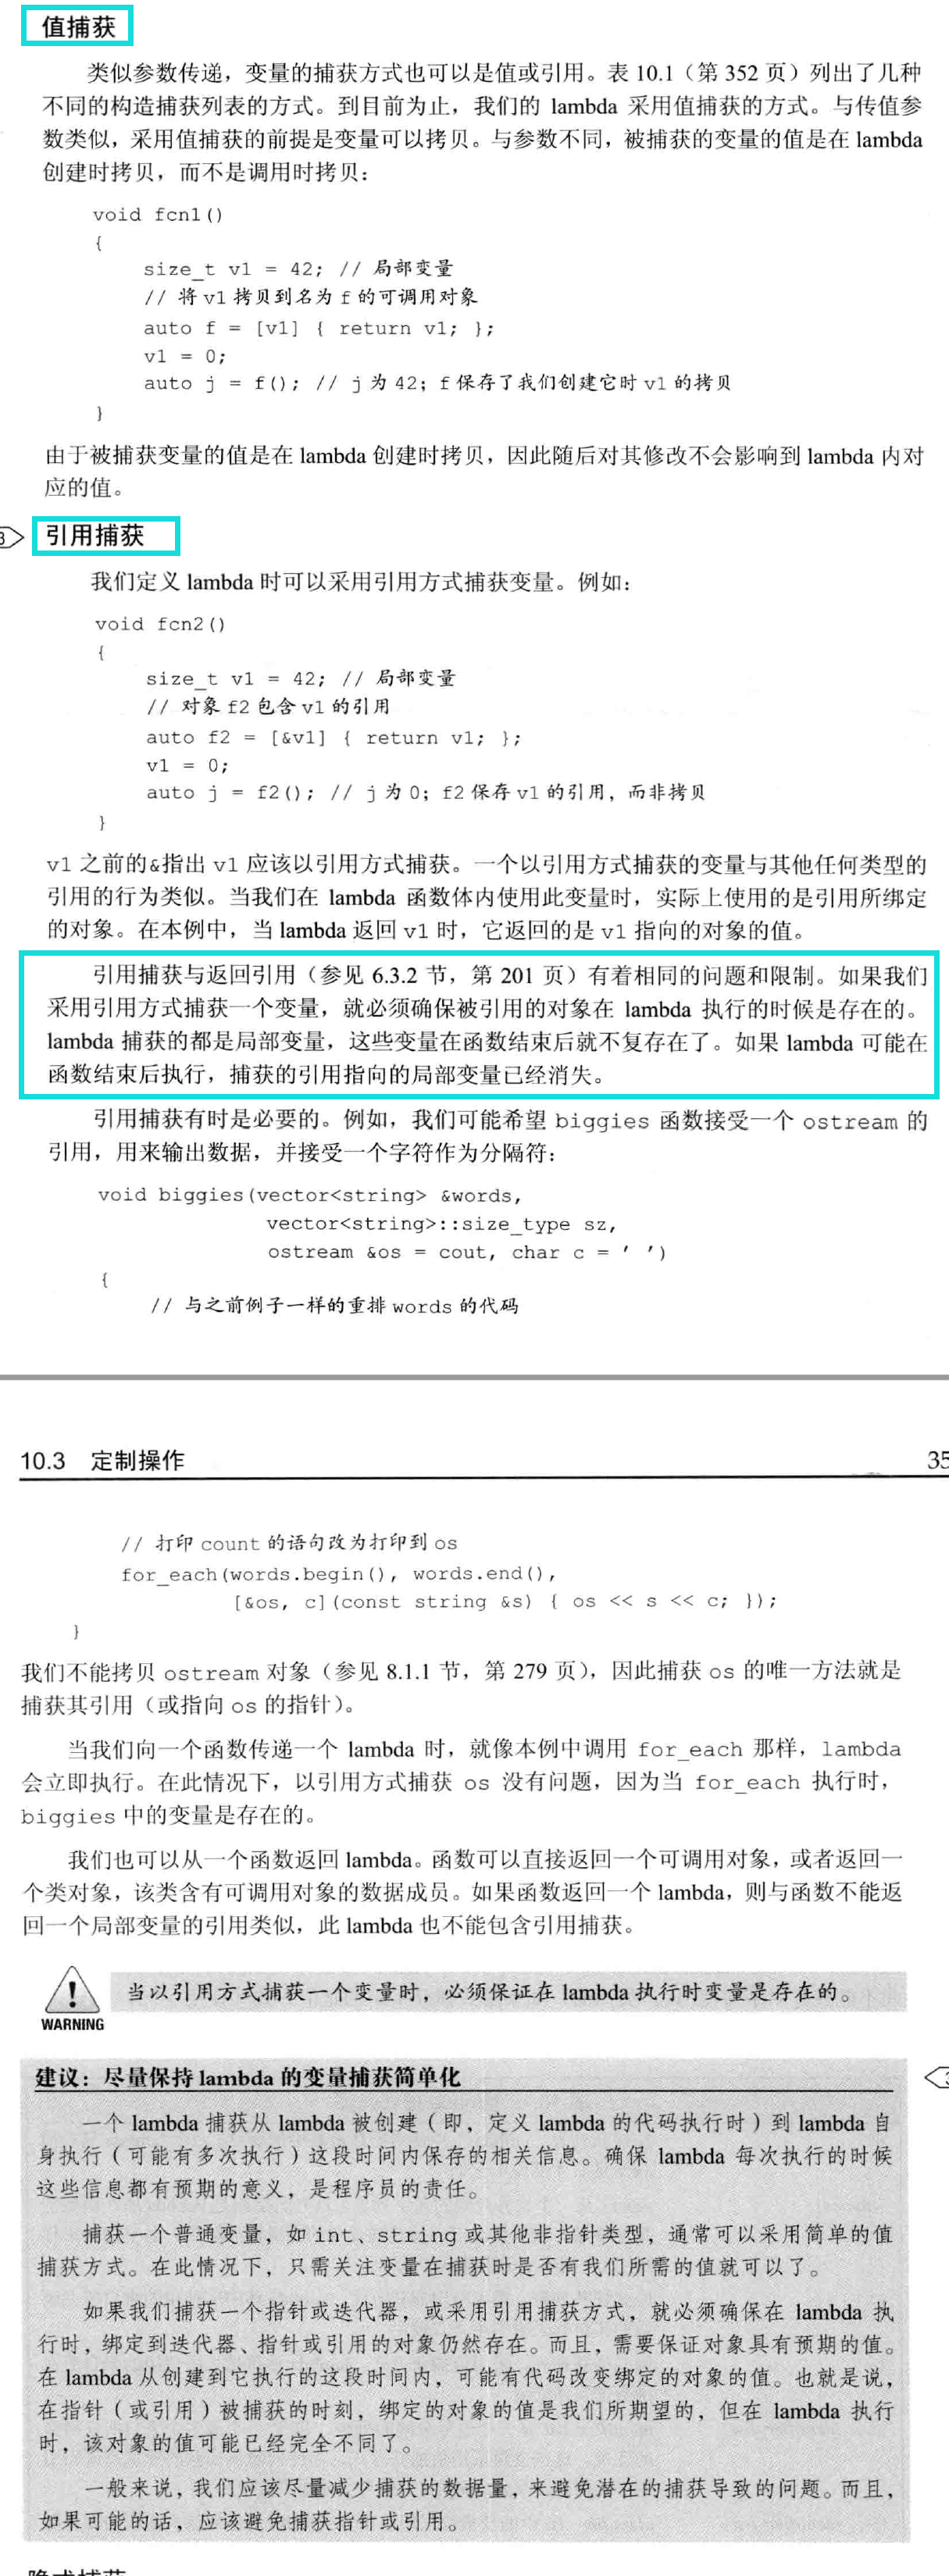 值捕获
类似参数传递，变量的捕获方式也可以是值或引用。表 10.1（第 352 页）列出了几种
不同的构造捕获列表的方式。到目前为止，我们的 lambda 采用值捕获的方式。与传值参
数类似，采用值捕获的前提是变量可以拷贝。与参数不同，被捕获的变量的值是在 lambda
创建时拷贝，而不是调用时拷贝：
void fcn1()
{
size_t v1 = 42; // 局部变量
// 将 v1 拷贝到名为 f 的可调用对象
auto f = [v1] { return v1; };
v1 = 0;
auto j = f(); // j 为 42；f 保存了我们创建它时 v1 的拷贝
}
由于被捕获变量的值是在 lambda 创建时拷贝，因此随后对其修改不会影响到 lambda 内对
应的值。
引用捕获
我们定义 lambda 时可以采用引用方式捕获变量。例如：
void fcn2()
{
size_t v1 = 42; // 局部变量
// 对象 f2 包含 v1 的引用
auto f2 = [&v1] { return v1; };
v1 = 0;
auto j = f2(); // j 为 0；f2 保存 v1 的引用，而非拷贝
}
v1 之前的&指出 v1 应该以引用方式捕获。一个以引用方式捕获的变量与其他任何类型的
引用的行为类似。当我们在 lambda 函数体内使用此变量时，实际上使用的是引用所绑定
的对象。在本例中，当 lambda 返回 v1 时，它返回的是 v1 指向的对象的值。
引用捕获与返回引用（参见 6.3.2 节，第 201 页）有着相同的问题和限制。如果我们
采用引用方式捕获一个变量，就必须确保被引用的对象在 lambda 执行的时候是存在的。
lambda 捕获的都是局部变量，这些变量在函数结束后就不复存在了。如果 lambda 可能在
函数结束后执行，捕获的引用指向的局部变量已经消失。
引用捕获有时是必要的。例如，我们可能希望 biggies 函数接受一个 ostream 的
引用，用来输出数据，并接受一个字符作为分隔符：
void biggies(vector<string> &words,
vector<string>::size_type sz,
ostream &os = cout, char c = ' ')
{
// 与之前例子一样的重排 words 的代码
10.3 定制操作 35
// 打印 count 的语句改为打印到 os
for_each(words.begin(), words.end(),
[&os, c](const string &s) { os << s << c; });
}
我们不能拷贝 ostream 对象（参见 8.1.1 节，第 279 页），因此捕获 os 的唯一方法就是
捕获其引用（或指向 os 的指针）。
当我们向一个函数传递一个 lambda 时，就像本例中调用 for_each 那样，lambda
会立即执行。在此情况下，以引用方式捕获 os 没有问题，因为当 for_each 执行时，
biggies 中的变量是存在的。
我们也可以从一个函数返回 lambda。函数可以直接返回一个可调用对象，或者返回一
个类对象，该类含有可调用对象的数据成员。如果函数返回一个 lambda，则与函数不能返
回一个局部变量的引用类似，此 lambda 也不能包含引用捕获。
当以引用方式捕获一个变量时，必须保证在 lambda 执行时变量是存在的。
WARNING
建议：尽量保持 lambda 的变量捕获简单化
一个 lambda 捕获从 lambda 被创建（即，定义 lambda 的代码执行时）到 lambda 自
身执行（可能有多次执行）这段时间内保存的相关信息。确保 lambda 每次执行的时候
这些信息都有预期的意义，是程序员的责任。
捕获一个普通变量，如 int、string 或其他非指针类型，通常可以采用简单的值
捕获方式。在此情况下，只需关注变量在捕获时是否有我们所需的值就可以了。
如果我们捕获一个指针或迭代器，或采用引用捕获方式，就必须确保在 lambda 执
行时，绑定到迭代器、指针或引用的对象仍然存在。而且，需要保证对象具有预期的值。
在 lambda 从创建到它执行的这段时间内，可能有代码改变绑定的对象的值。也就是说，
在指针（或引用）被捕获的时刻，绑定的对象的值是我们所期望的，但在 lambda 执行
时，该对象的值可能已经完全不同了。
一般来说，我们应该尽量减少捕获的数据量，来避免潜在的捕获导致的问题。而且，
如果可能的话，应该避免捕获指针或引用。